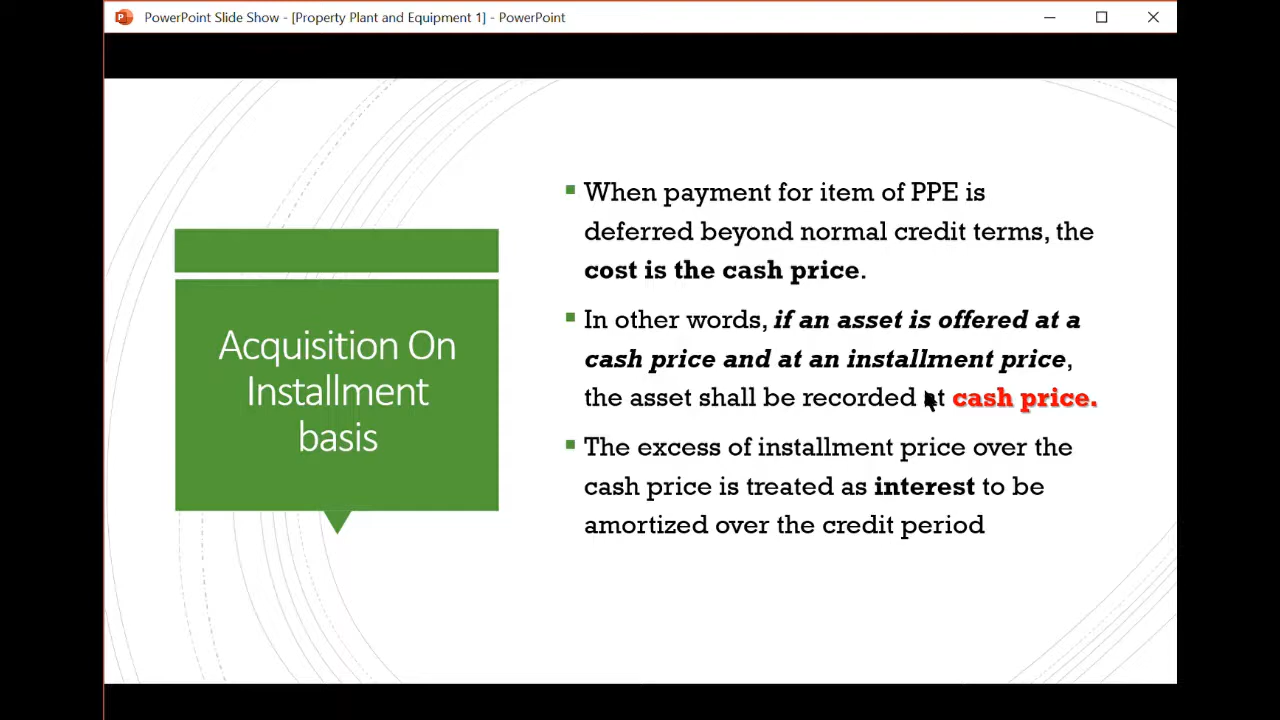 PowerPoint Slide Show - [Property Plant and Equipment 1] - PowerPoint
Acquisition On
Installment
basis
When payment for item of PPE is
deferred beyond normal credit terms, the
cost is the cash price.
In other words, if an asset is offered at a
cash price and at an installment price,
the asset shall be recorded at cash price.
The excess of installment price over the
cash price is treated as interest to be
amortized over the credit period